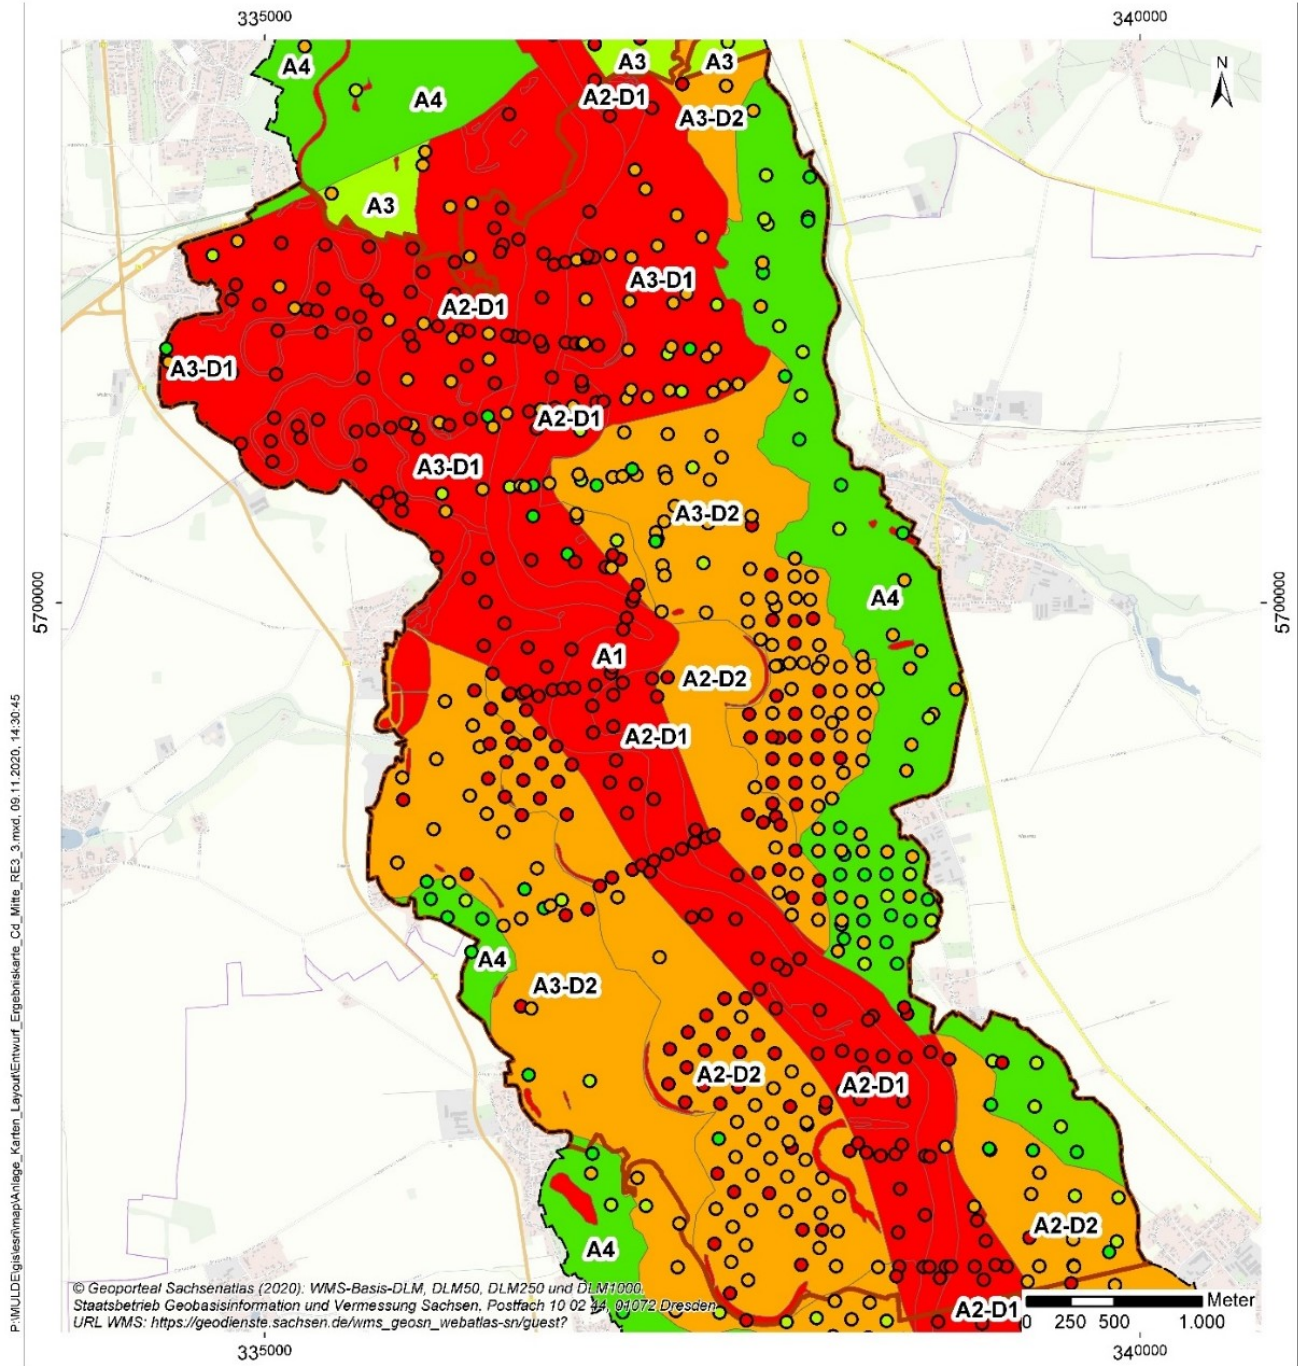 335000
340000
A4
A3
A3
N
A4
A2-D1
A3-D2
A3
A3-D1
A2-D1
A3-D1
A2-D1
A3-D1
A3-D2
5700000
5700000
A4
A1
A2-D2
A2-D1
A4
A3-D2
A2-D2
A2-D1
A2-D2
A4
A2-D1
Meter
0 250 500 1.000
© Geoporteal Sachsenatlas (2020): WMS-Basis-DLM, DLM50, DLM250 und DLM1000.
Staatsbetrieb Geobasisinformation und Vermessung Sachsen, Postfach 10 02 44, 01072 Dresden
URL WMS: https://geodienste.sachsen.de/wms_geosn_webatlas-sn/guest?
335000
340000
P:\MULDE\gis\esri\map\Anlage_Karten_Layout\Entwurf_Ergebniskarte_Cd_Mitte_RE3_3.mxd, 09.11.2020, 14:30:45